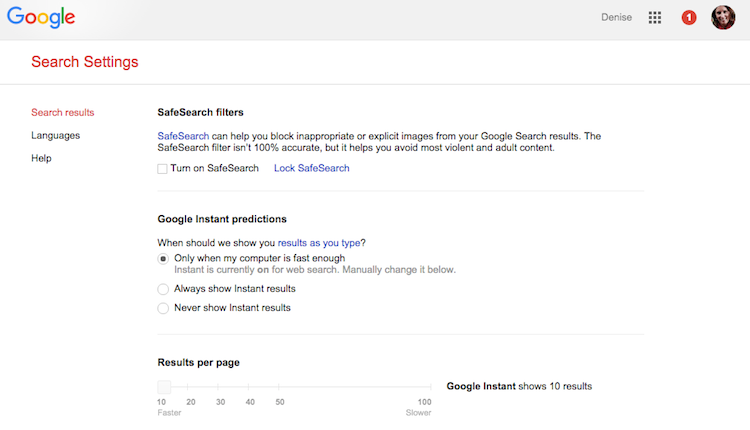 Google
Denise
1
Search Settings
Search results
Languages
Help
SafeSearch filters
SafeSearch can help you block inappropriate or explicit images from your Google Search results. The
SafeSearch filter isn't 100% accurate, but it helps you avoid most violent and adult content.
Turn on SafeSearch Lock SafeSearch
Google Instant predictions
When should we show you results as you type?
Only when my computer is fast enough
Instant is currently on for web search. Manually change it below.
Always show Instant results
Never show Instant results
Results per page
Google Instant shows 10 results
10 20 30 40 50 100
Faster Slower